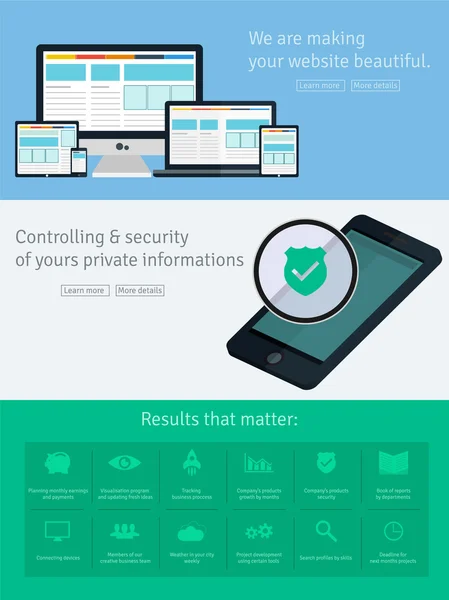 We are making
your website beautiful.
Learn more
More details
Controlling & security
of yours private informations
Learn more
More details
Results that matter:
Planning monthly earnings
and payments
Visualisation program
and updating fresh ideas
Tracking
business proccess
Company's products
growth by months
Company's products
security
Book of reports
by departments
Connecting devices
Members of our
creative business team
Weather in your city
weekly
Project development
using certain tools
Search profiles by skills
Deadline for
next months projects